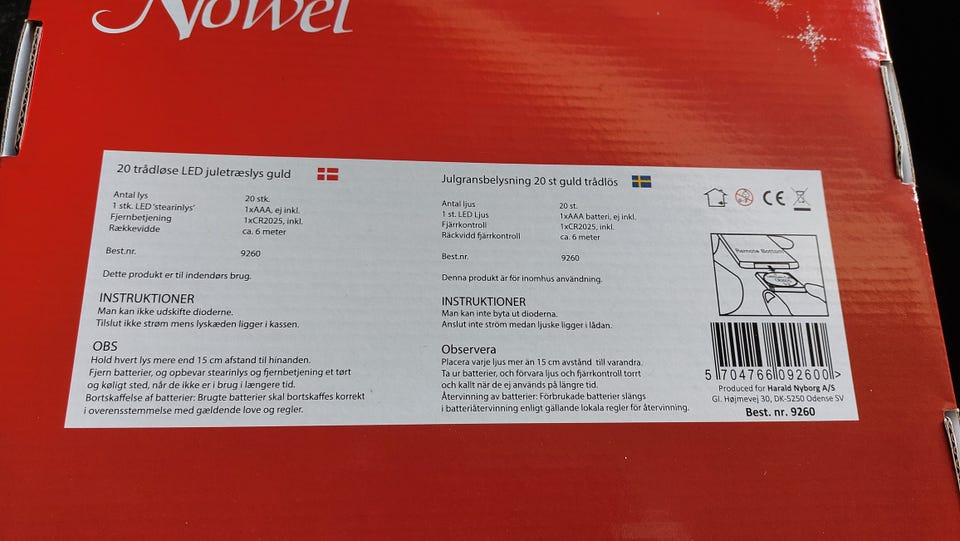 Nowel
20 trådløse LED juletræslys guld
Antal lys 20 stk.
1 stk. LED 'stearinlys' 1xAAA, ej inkl.
Fjernbetjening 1xCR2025, inkl.
Rækkevidde ca. 6 meter
Best.nr. 9260
Dette produkt er til indendørs brug.
INSTRUKTIONER
Man kan ikke udskifte dioderne.
Tilslut ikke strøm mens lyskæden ligger i kassen.
OBS
Hold hvert lys mere end 15 cm afstand til hinanden.
Fjern batterier, og opbevar stearinlys og fjernbetjening et tørt
og køligt sted, når de ikke er i brug i længere tid.
Bortskaffelse af batterier: Brugte batterier skal bortskaffes korrekt
i overensstemmelse med gældende love og regler.
Julgransbelysning 20 st guld trådlös
Antal ljus 20 st.
1 st. LED Ljus 1xAAA batteri, ej inkl.
Fjärrkontroll 1xCR2025, inkl.
Räckvidd fjärrkontroll ca. 6 meter
Best.nr. 9260
Denna produkt är för inomhus användning.
INSTRUKTIONER
Man kan inte byta ut dioderna.
Anslut inte ström medan ljuske ligger i lådan.
Observera
Placera varje ljus mer än 15 cm avstånd till varandra.
Ta ur batterier, och förvara ljus och fjärrkontroll torrt
och kallt när de ej används på längre tid.
Återvinning av batterier: Förbrukade batterier slängs
i batteriåtervinning enligt gällande lokala regler för återvinning.
CE
Remote Bottom
5 704766 092600 >
Produced for Harald Nyborg A/S
Gl. Højmevej 30, DK-5250 Odense SV
Best. nr. 9260